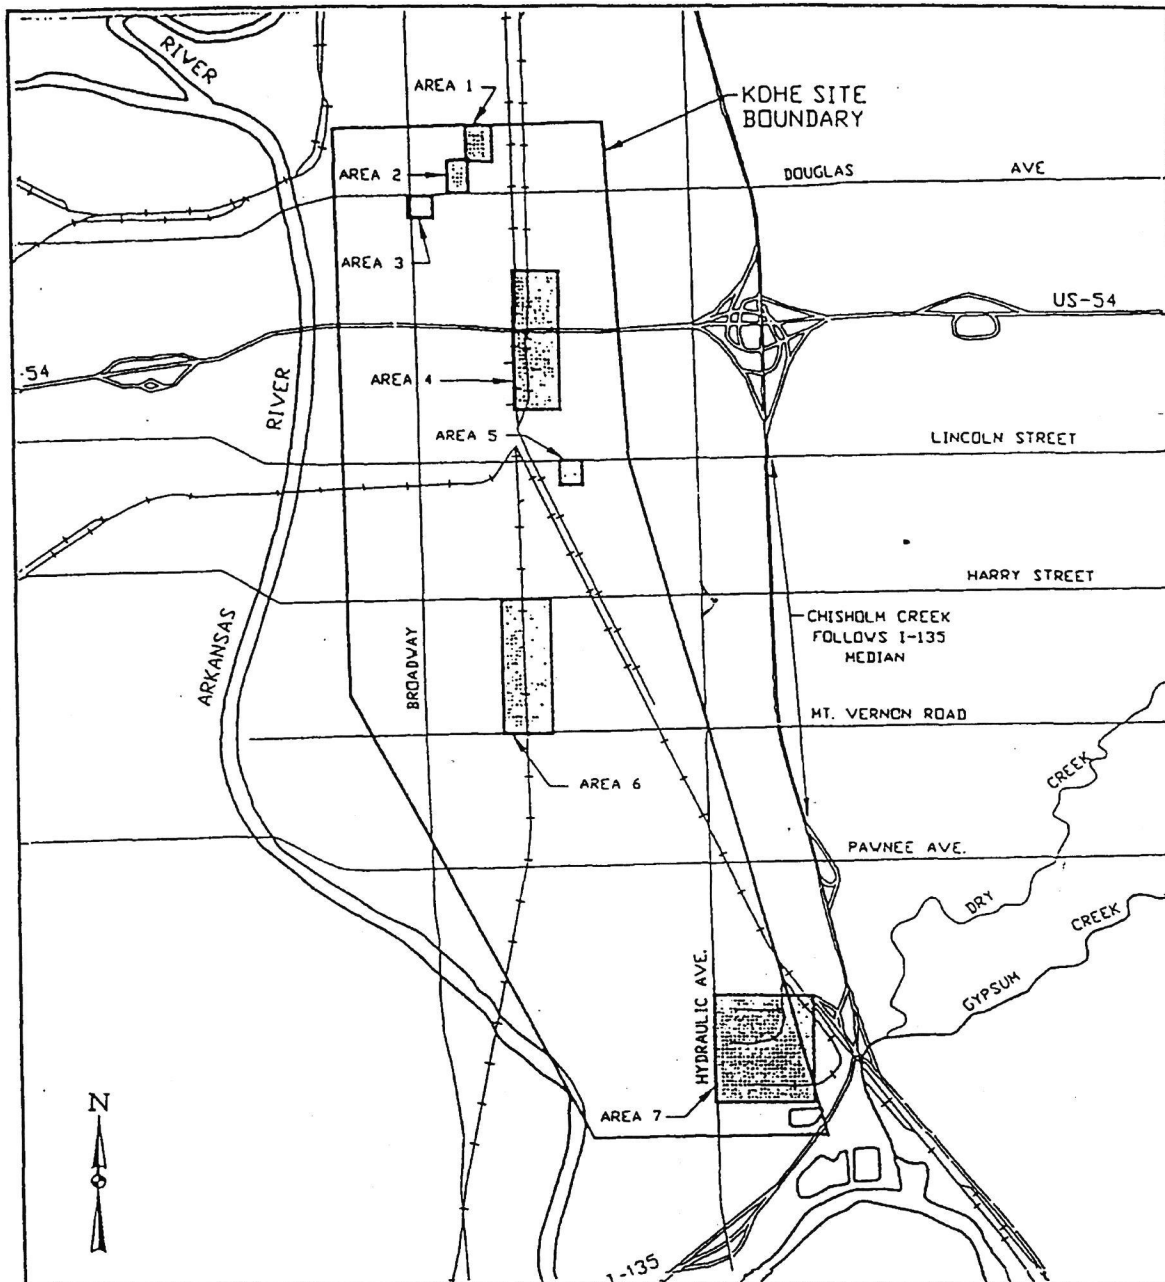 RIVER
AREA 1
KOHE SITE
BOUNDARY
AREA 2
DOUGLAS AVE
AREA 3
US-54
AREA 4
-54
RIVER
AREA 5
LINCOLN STREET
HARRY STREET
CHISHOLM CREEK
FOLLOWS I-135
MEDIAN
ARKANSAS
BROADWAY
MT. VERNON ROAD
CREEK
AREA 6
PAWNEE AVE.
DRY
CREEK
GYPSUM
HYDRAULIC AVE.
AREA 7
N
I-135